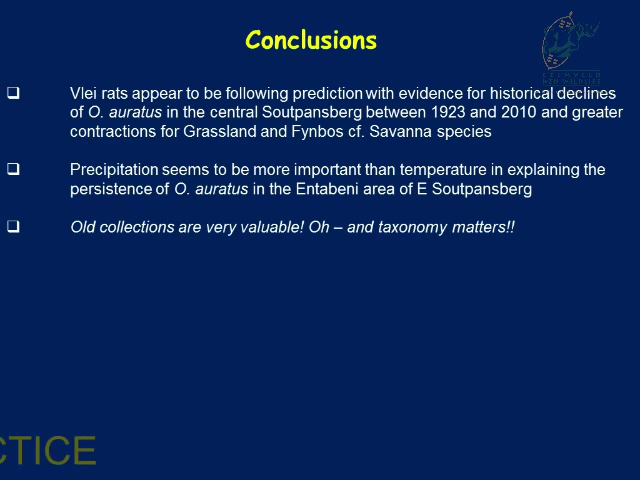 Conclusions
Vlei rats appear to be following prediction with evidence for historical declines
of O. auratus in the central Soutpansberg between 1923 and 2010 and greater
contractions for Grassland and Fynbos cf. Savanna species
Precipitation seems to be more important than temperature in explaining the
persistence of O. auratus in the Entabeni area of E Soutpansberg
Old collections are very valuable! Oh – and taxonomy matters!!
CTICE